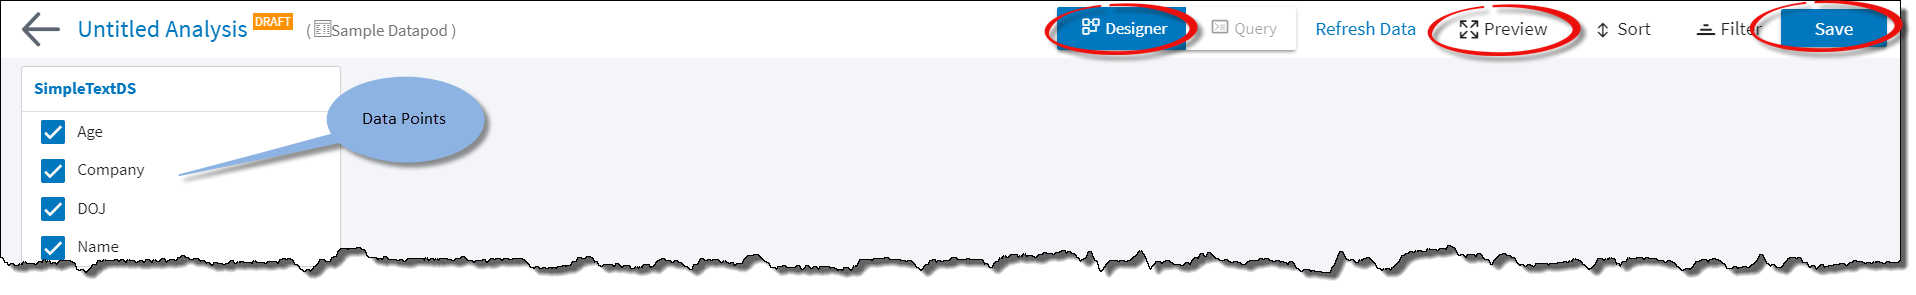 Untitled Analysis DRAFT ( Sample Datapod ) Designer Query Refresh Data Preview Sort Filter Save
SimpleTextDS
Data Points
Age
Company
DOJ
Name